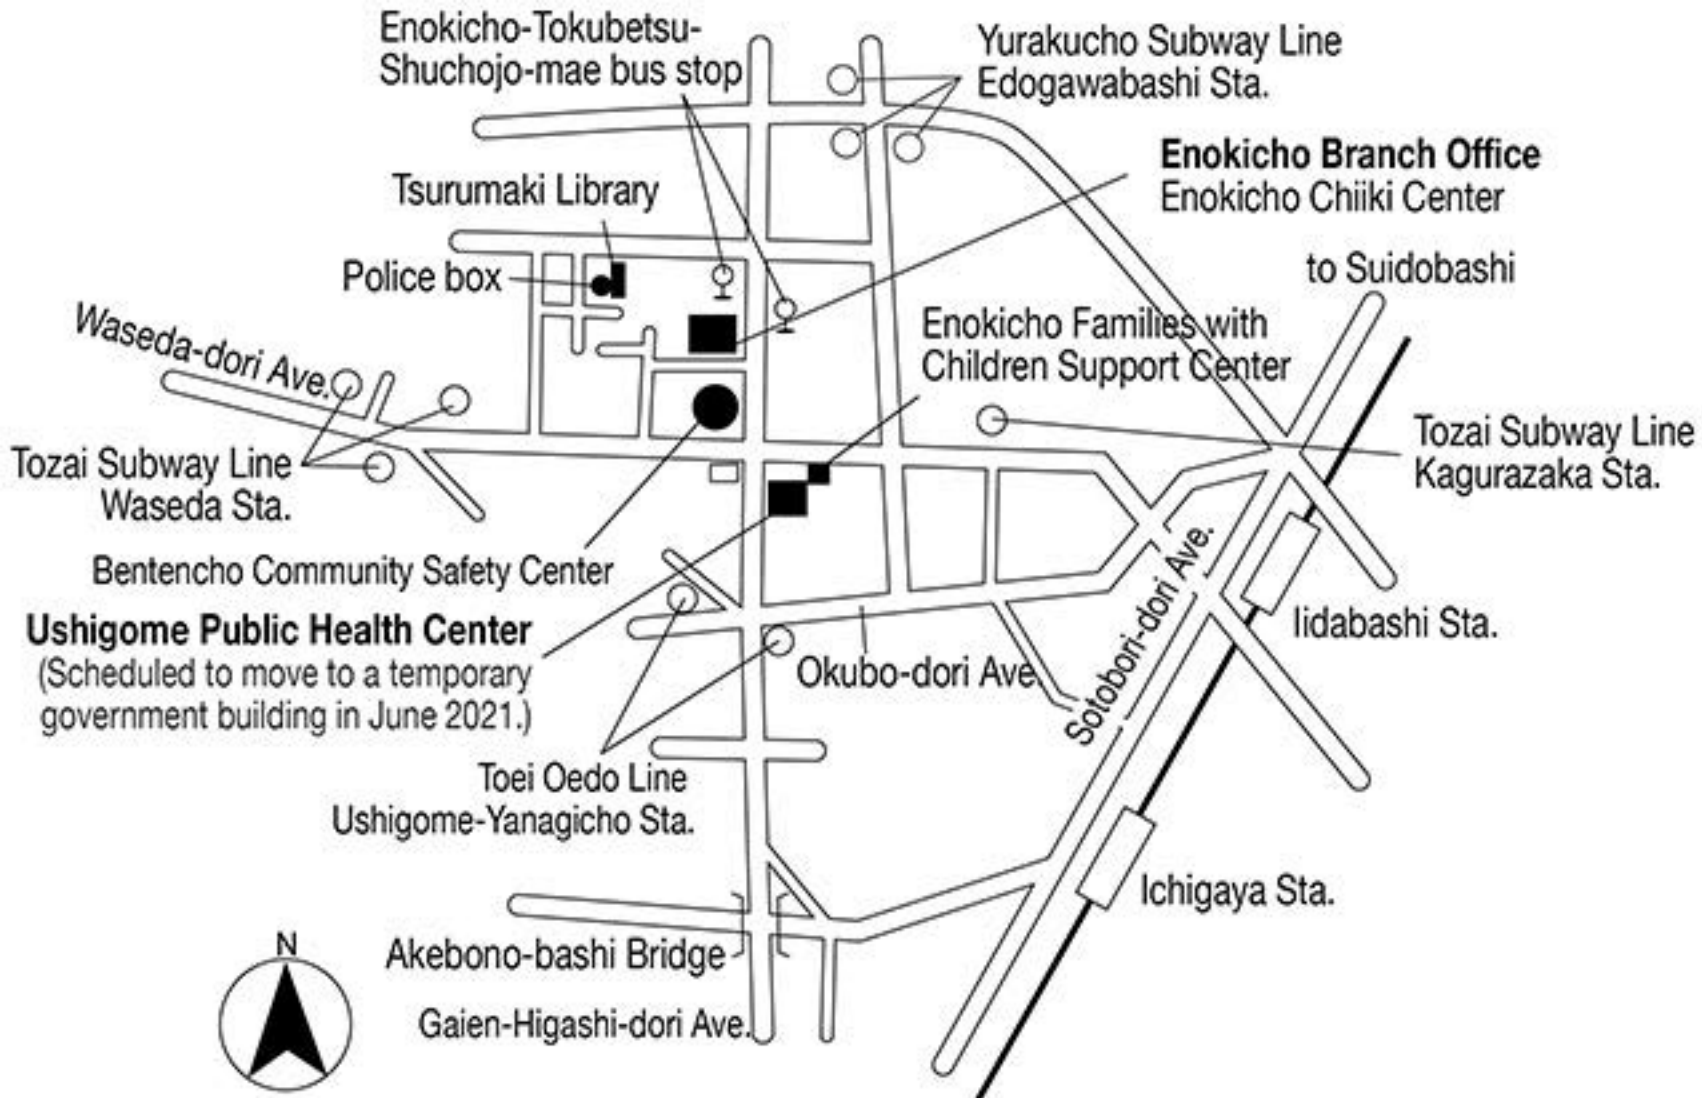 Enokicho-Tokubetsu-
Shuchojo-mae bus stop
Yurakucho Subway Line
Edogawabashi Sta.
Enokicho Branch Office
Enokicho Chiiki Center
Tsurumaki Library
Police box
to Suidobashi
Waseda-dori Ave.
Enokicho Families with
Children Support Center
Tozai Subway Line
Waseda Sta.
Tozai Subway Line
Kagurazaka Sta.
Bentencho Community Safety Center
Ushigome Public Health Center
(Scheduled to move to a temporary
government building in June 2021.)
Iidabashi Sta.
Okubo-dori Ave.
Sotobori-dori Ave.
Toei Oedo Line
Ushigome-Yanagicho Sta.
Ichigaya Sta.
Akebono-bashi Bridge
N
Gaien-Higashi-dori Ave.